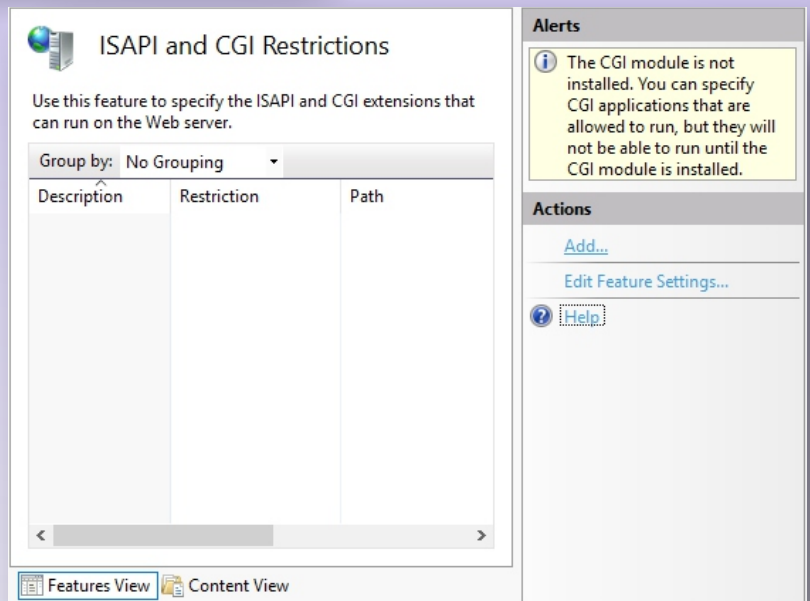 ISAPI and CGI Restrictions
Use this feature to specify the ISAPI and CGI extensions that
can run on the Web server.
Group by: No Grouping
Description Restriction Path
Features View Content View
Alerts
The CGI module is not
installed. You can specify
CGI applications that are
allowed to run, but they will
not be able to run until the
CGI module is installed.
Actions
Add...
Edit Feature Settings...
Help